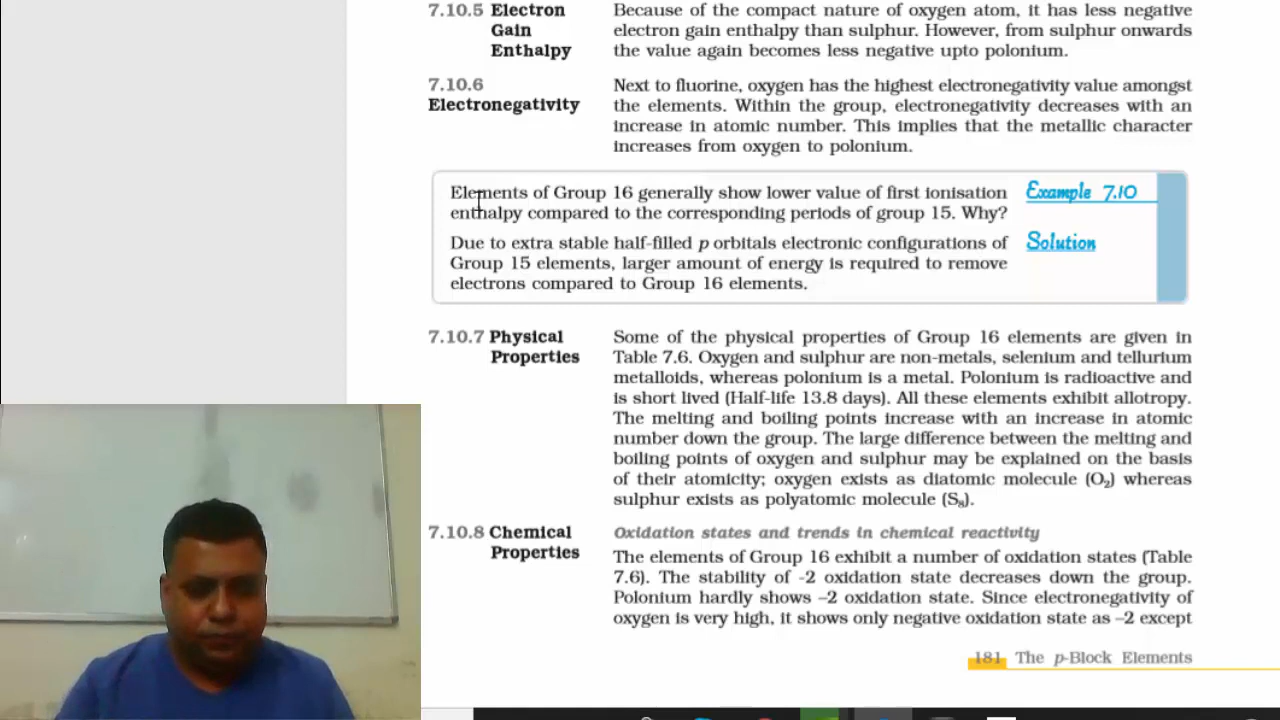 7.10.5 Electron Gain Enthalpy
Because of the compact nature of oxygen atom, it has less negative
electron gain enthalpy than sulphur. However, from sulphur onwards
the value again becomes less negative upto polonium.
7.10.6
Electronegativity
Next to fluorine, oxygen has the highest electronegativity value amongst
the elements. Within the group, electronegativity decreases with an
increase in atomic number. This implies that the metallic character
increases from oxygen to polonium.
Elements of Group 16 generally show lower value of first ionisation
enthalpy compared to the corresponding periods of group 15. Why?
Example 7.10
Due to extra stable half-filled p orbitals electronic configurations of
Group 15 elements, larger amount of energy is required to remove
electrons compared to Group 16 elements.
Solution
7.10.7 Physical
Properties
Some of the physical properties of Group 16 elements are given in
Table 7.6. Oxygen and sulphur are non-metals, selenium and tellurium
metalloids, whereas polonium is a metal. Polonium is radioactive and
is short lived (Half-life 13.8 days). All these elements exhibit allotropy.
The melting and boiling points increase with an increase in atomic
number down the group. The large difference between the melting and
boiling points of oxygen and sulphur may be explained on the basis
of their atomicity; oxygen exists as diatomic molecule (O₂) whereas
sulphur exists as polyatomic molecule (S₈).
7.10.8 Chemical
Properties
Oxidation states and trends in chemical reactivity
The elements of Group 16 exhibit a number of oxidation states (Table
7.6). The stability of -2 oxidation state decreases down the group.
Polonium hardly shows –2 oxidation state. Since electronegativity of
oxygen is very high, it shows only negative oxidation state as –2 except
181 The p-Block Elements